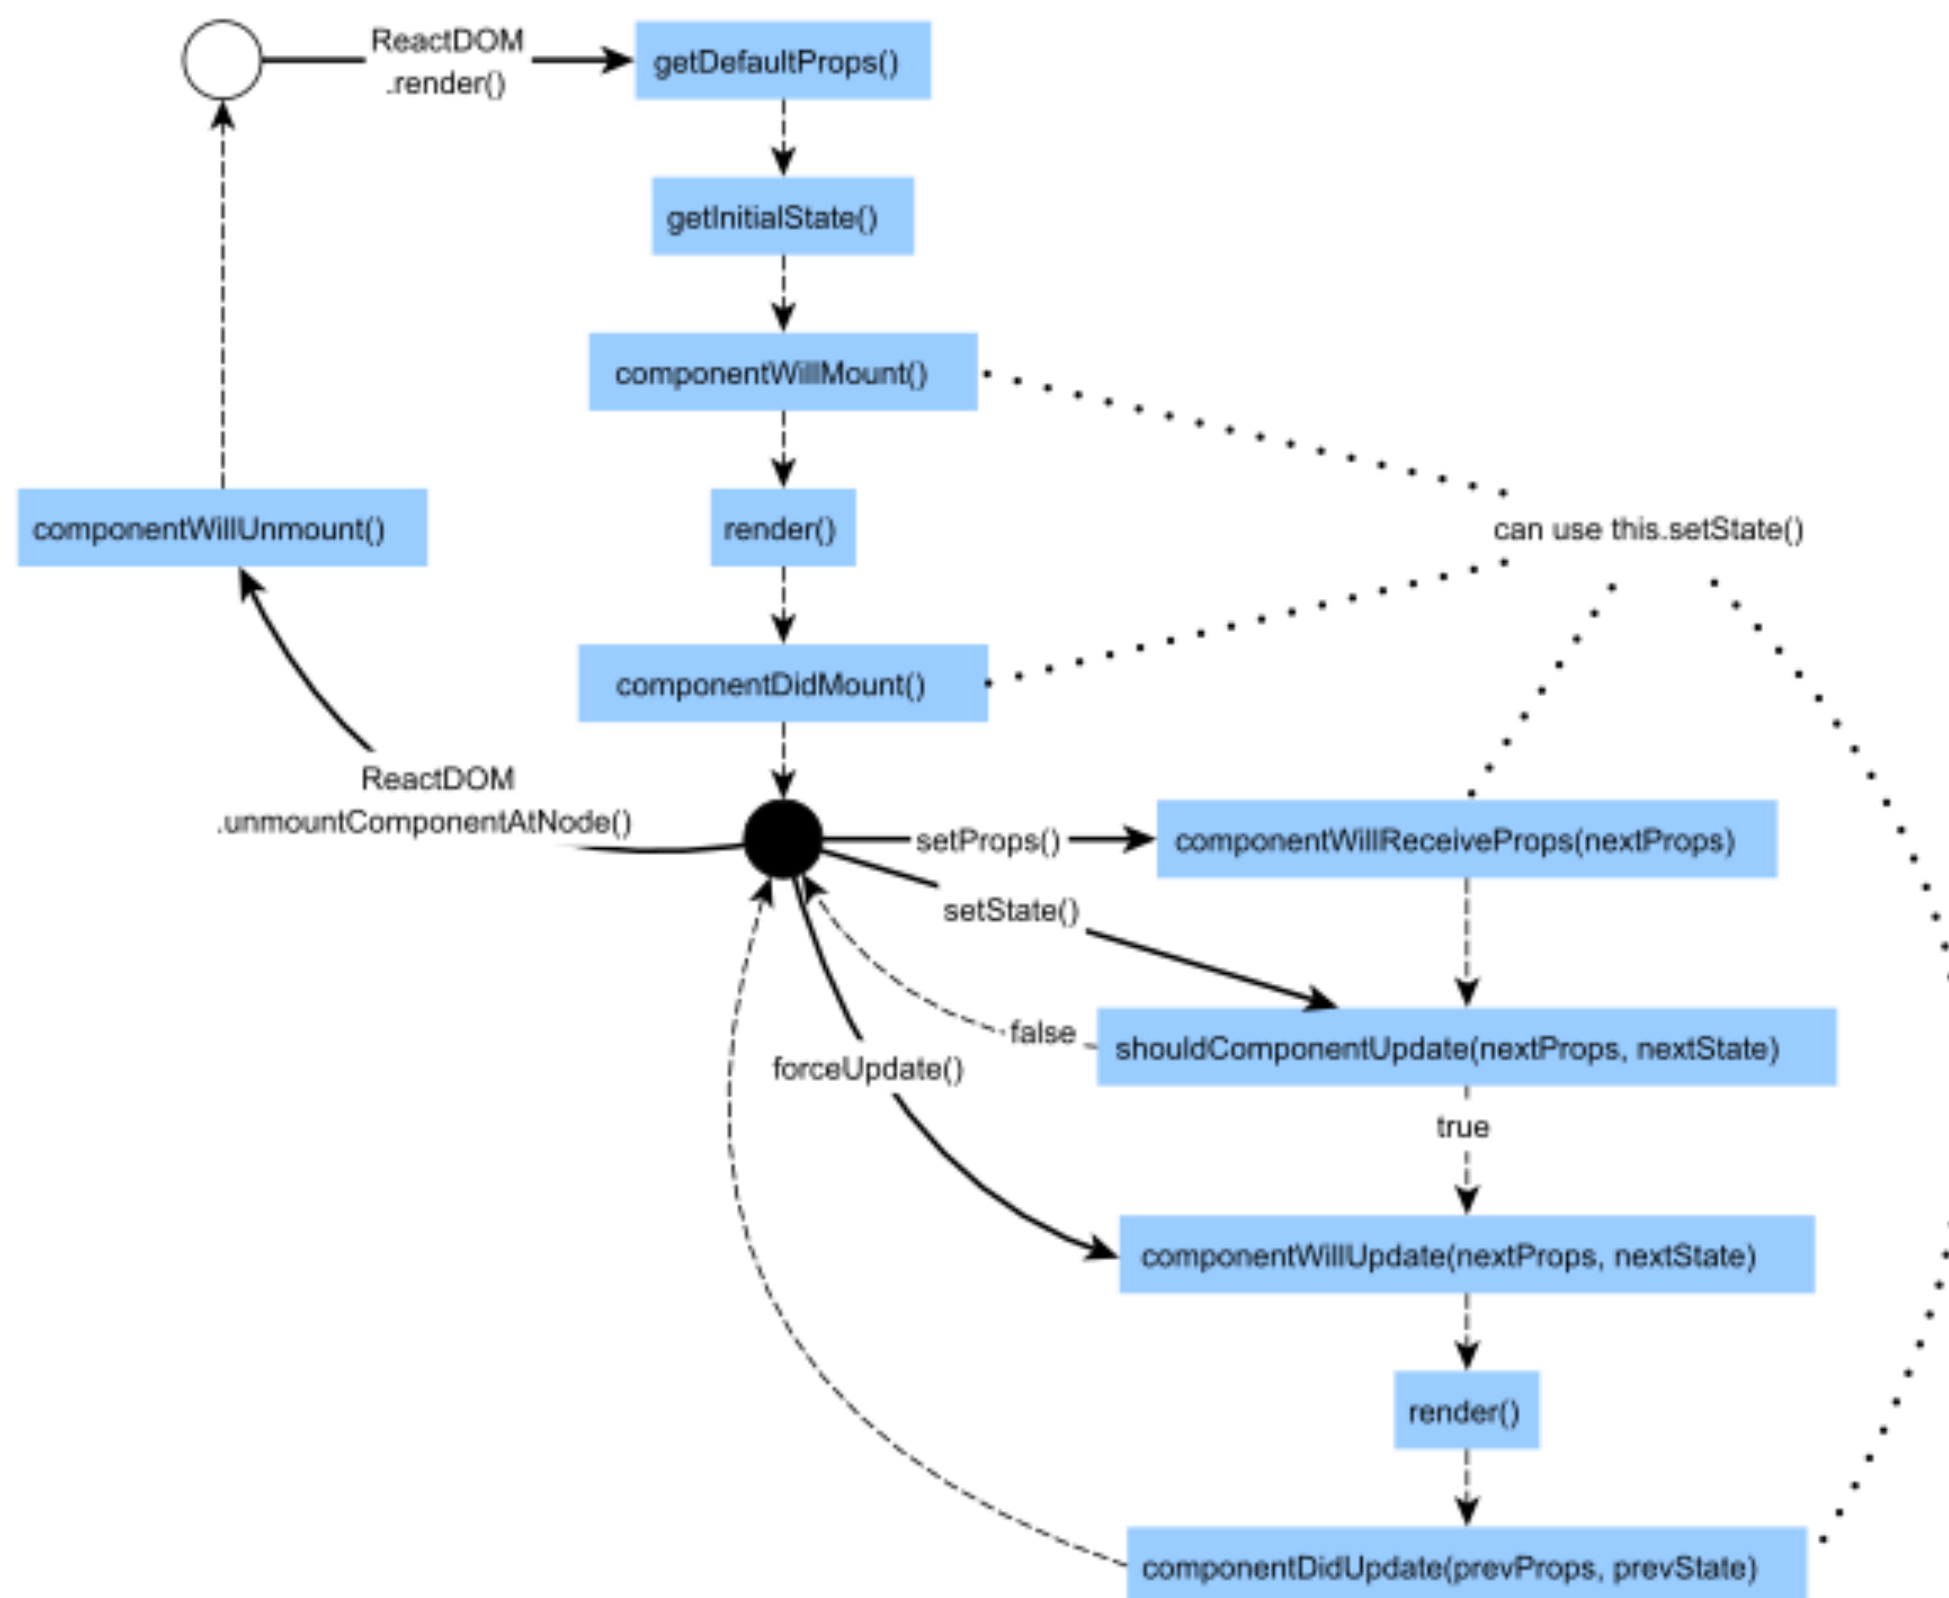 ReactDOM
.render()
getDefaultProps()
getInitialState()
componentWillMount()
componentWillUnmount()
render()
can use this.setState()
componentDidMount()
ReactDOM
.unmountComponentAtNode()
setProps()
componentWillReceiveProps(nextProps)
setState()
false
shouldComponentUpdate(nextProps, nextState)
forceUpdate()
true
componentWillUpdate(nextProps, nextState)
render()
componentDidUpdate(prevProps, prevState)